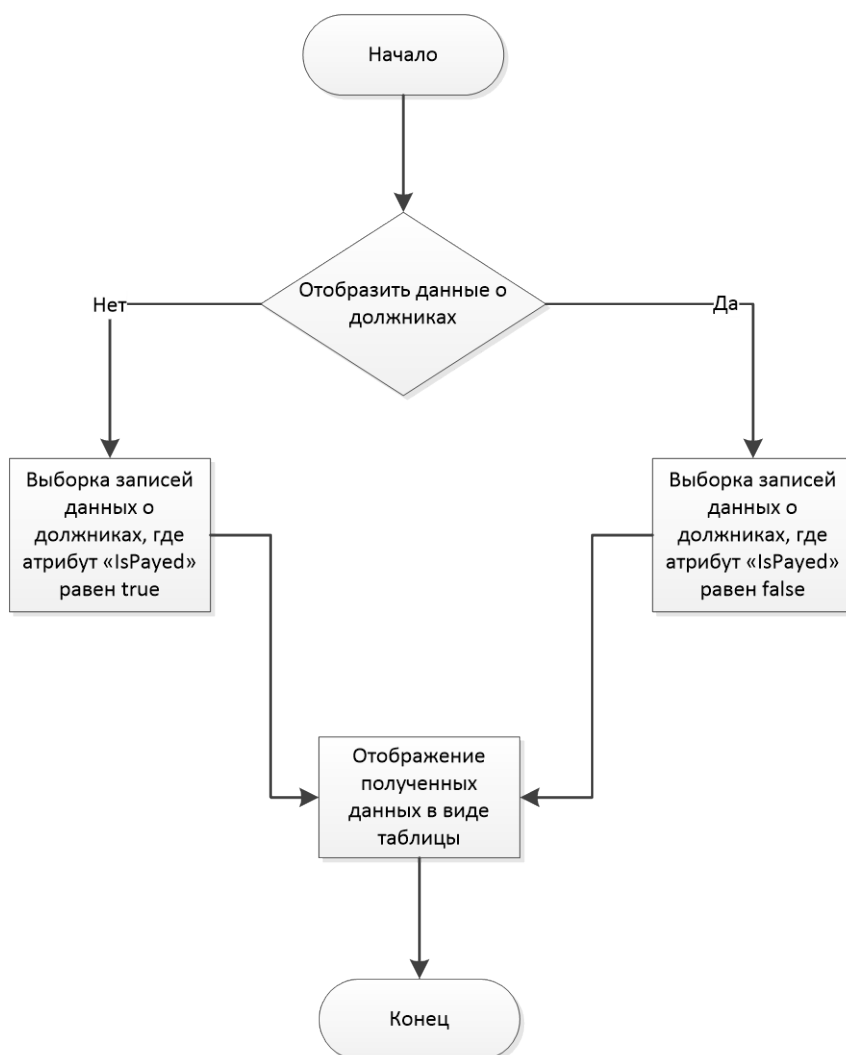 Начало
Отобразить данные о
должниках
Нет
Да
Выборка записей
данных о
должниках, где
атрибут «IsPayed»
равен true
Выборка записей
данных о
должниках, где
атрибут «IsPayed»
равен false
Отображение
полученных
данных в виде
таблицы
Конец